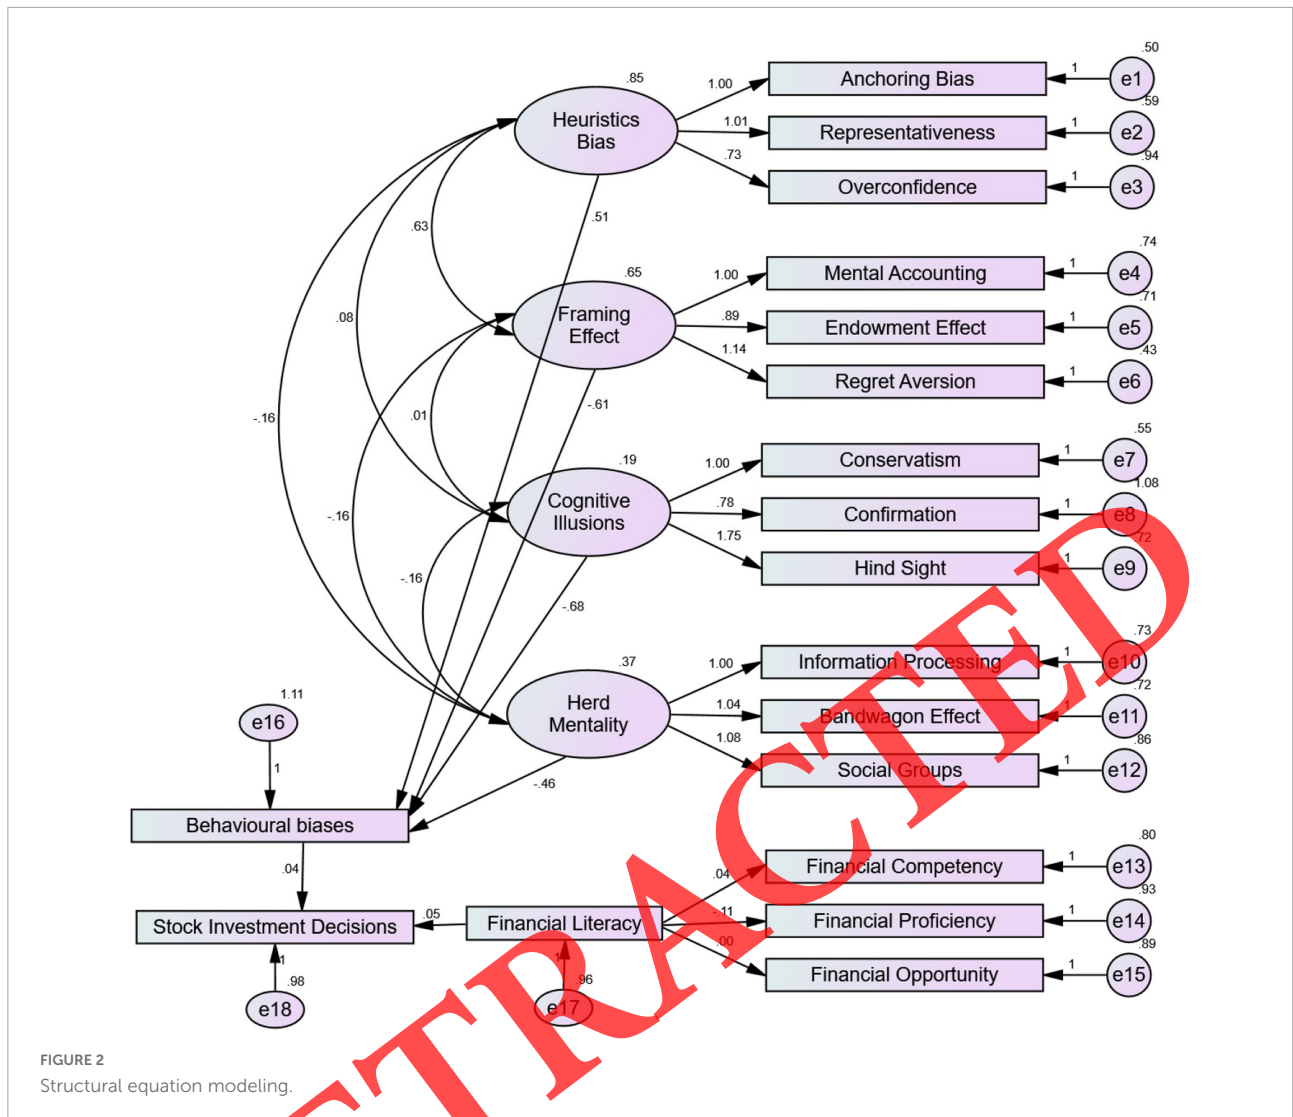 .50
.85
1.00
Anchoring Bias
1
e1
.59
Heuristics
Bias
1.01
Representativeness
1
e2
.94
.73
Overconfidence
1
e3
.51
.63
.74
.65
1.00
Mental Accounting
1
e4
.71
Framing
Effect
.89
Endowment Effect
1
e5
.43
1.14
Regret Aversion
1
e6
.08
-.61
.01
-.16
.55
.19
1.00
Conservatism
1
e7
1.08
Cognitive
Illusions
.78
Confirmation
1
e8
.72
1.75
Hind Sight
1
e9
-.16
-.16
-.68
.73
.37
1.00
Information Processing
1
e10
.72
Herd
Mentality
1.04
Bandwagon Effect
1
e11
.86
1.08
Social Groups
1
e12
1.11
e16
1
-.46
Behavioural biases
.80
.04
.04
Financial Competency
1
e13
.93
Stock Investment Decisions
.05
Financial Literacy
-.11
Financial Proficiency
1
e14
.89
.00
Financial Opportunity
1
e15
1
.98
e18
1
.96
e17
TRACTED
FIGURE 2
Structural equation modeling.